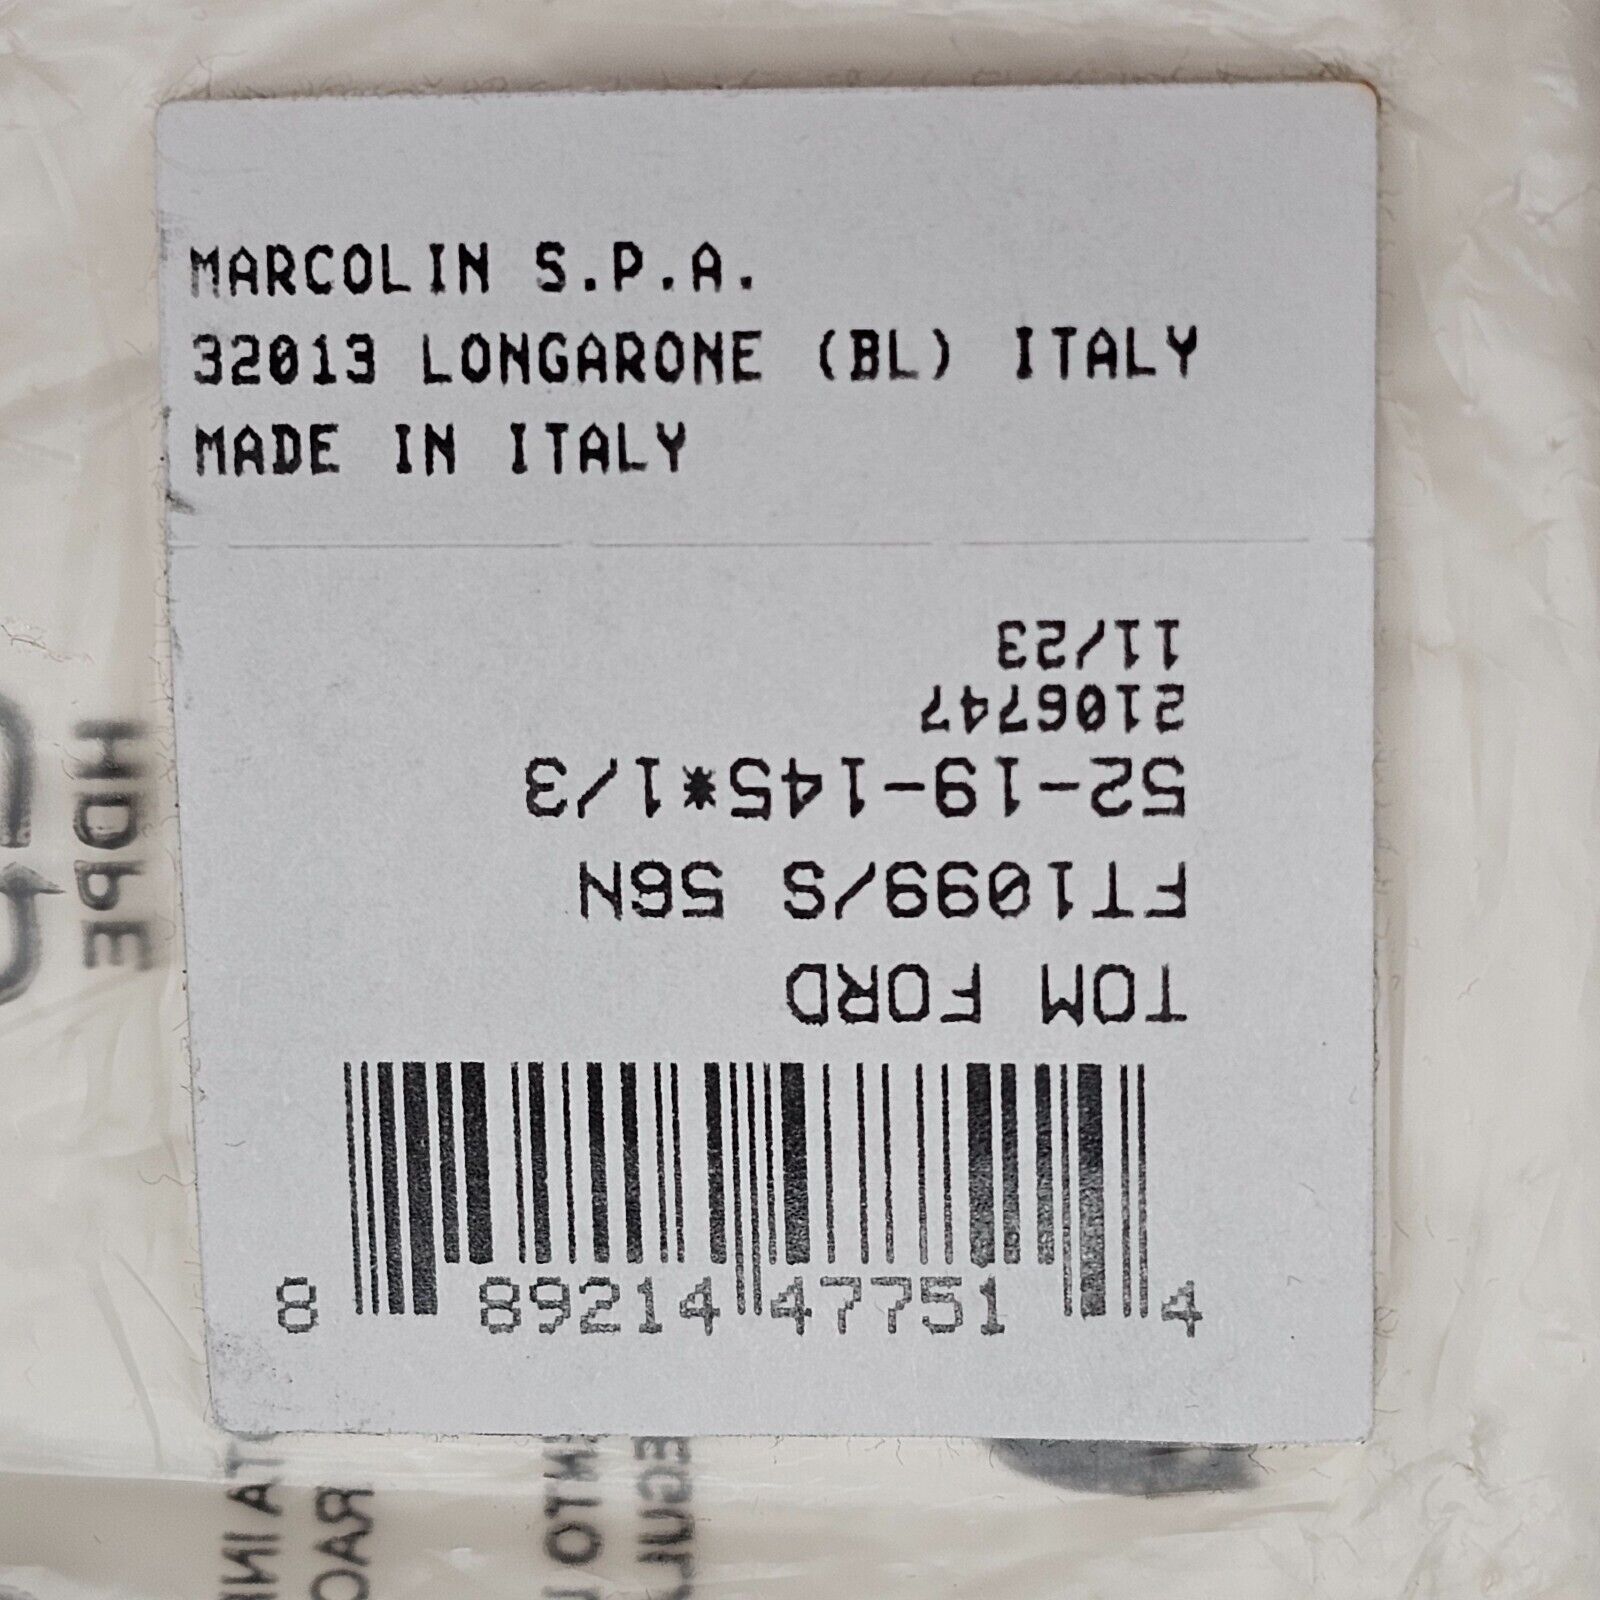 MARCOLIN S.P.A.
32013 LONGARONE (BL) ITALY
MADE IN ITALY
TOM FORD
FT1099/S 56N
52-19-145*1/3
2106747
11/23
8 89214 47751 4
HDPE